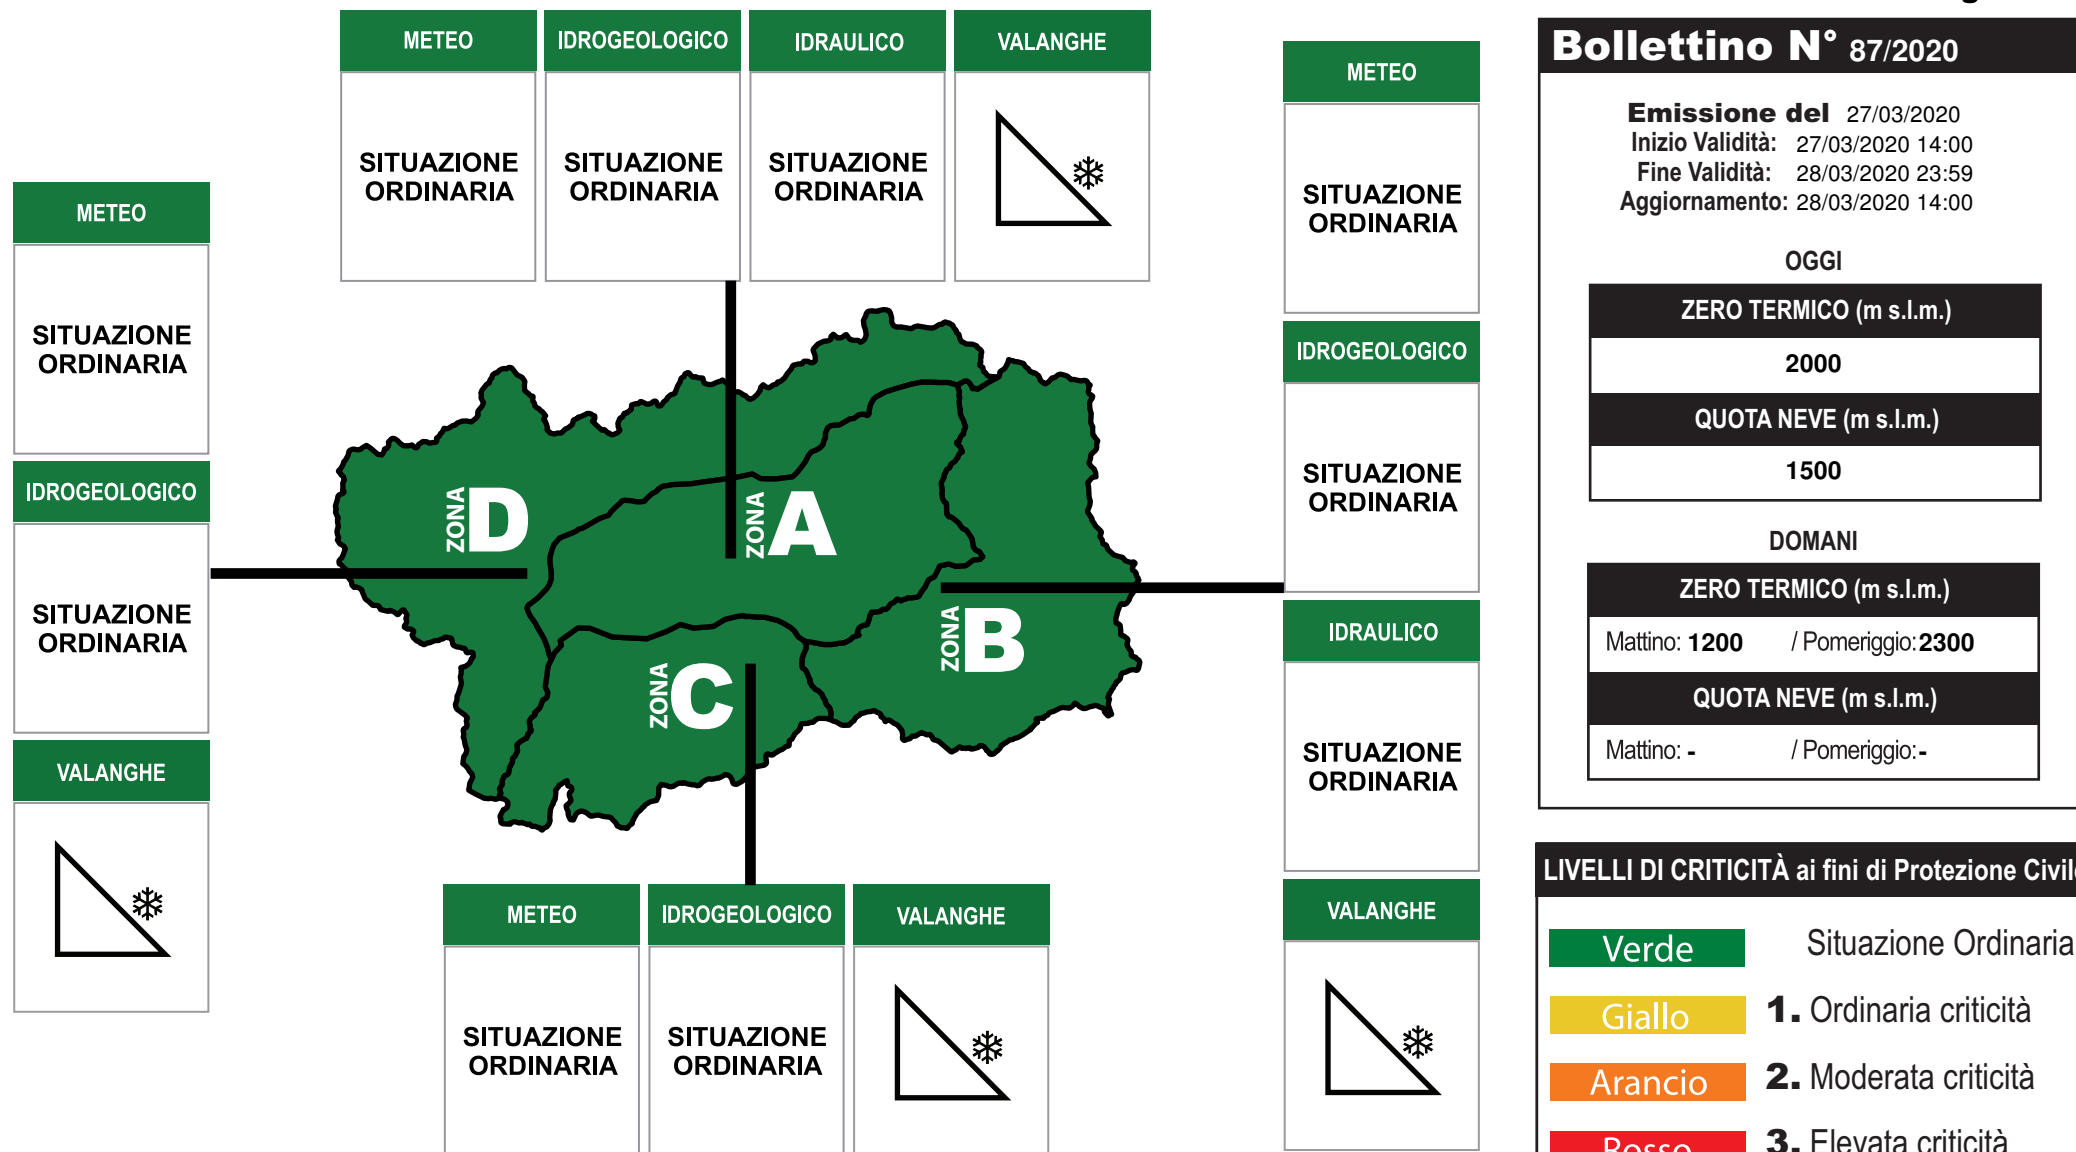 METEO
IDROGEOLOGICO
IDRAULICO
VALANGHE
SITUAZIONE
ORDINARIA
SITUAZIONE
ORDINARIA
SITUAZIONE
ORDINARIA
METEO
SITUAZIONE
ORDINARIA
IDROGEOLOGICO
SITUAZIONE
ORDINARIA
VALANGHE
ZONA D
ZONA A
ZONA B
ZONA C
METEO
IDROGEOLOGICO
VALANGHE
SITUAZIONE
ORDINARIA
SITUAZIONE
ORDINARIA
METEO
SITUAZIONE
ORDINARIA
IDROGEOLOGICO
SITUAZIONE
ORDINARIA
IDRAULICO
SITUAZIONE
ORDINARIA
VALANGHE
Bollettino N° 87/2020
Emissione del 27/03/2020
Inizio Validità: 27/03/2020 14:00
Fine Validità: 28/03/2020 23:59
Aggiornamento: 28/03/2020 14:00
OGGI
ZERO TERMICO (m s.l.m.)
2000
QUOTA NEVE (m s.l.m.)
1500
DOMANI
ZERO TERMICO (m s.l.m.)
Mattino: 1200 / Pomeriggio: 2300
QUOTA NEVE (m s.l.m.)
Mattino: - / Pomeriggio: -
LIVELLI DI CRITICITÀ ai fini di Protezione Civile
Verde Situazione Ordinaria
Giallo 1. Ordinaria criticità
Arancio 2. Moderata criticità
Rosso 3. Elevata criticità